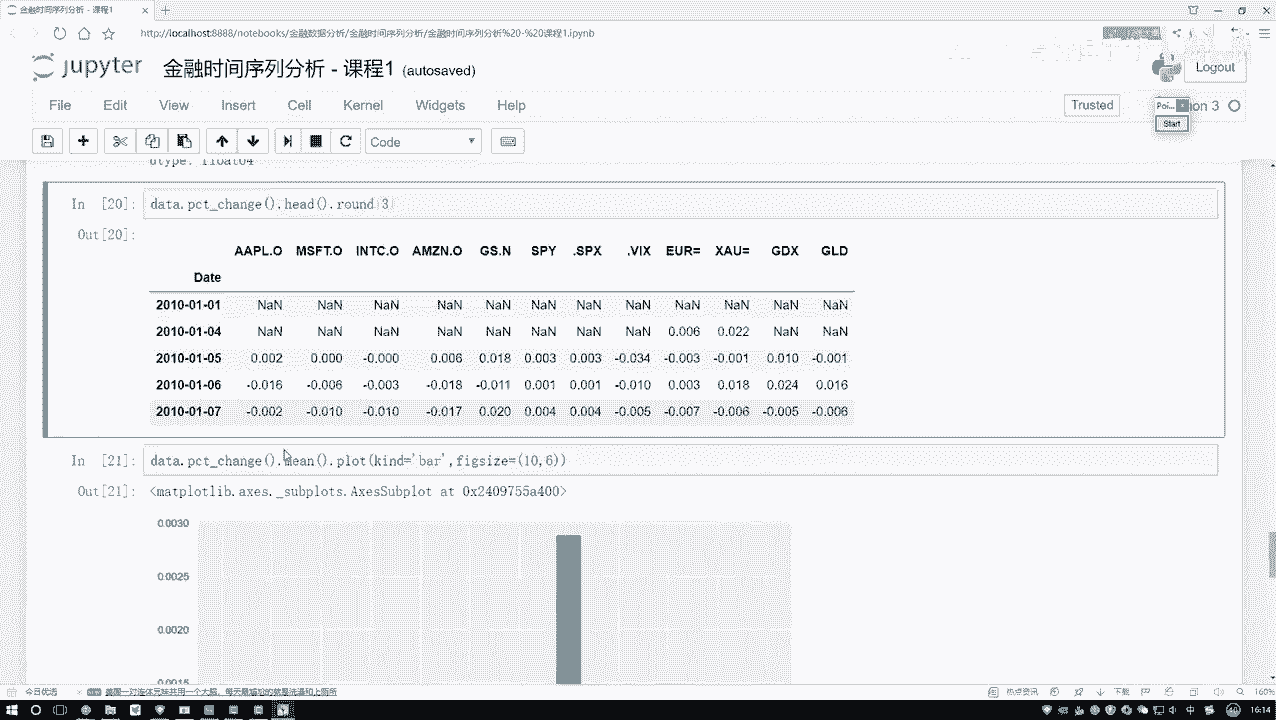 金融时间序列分析 - 课程1
http://localhost:8888/notebooks/金融数据分析/金融时间序列分析/金融时间序列分析%20-%20课程1.ipynb
jupyter 金融时间序列分析 - 课程1 (autosaved)
Logout
File Edit View Insert Cell Kernel Widgets Help
Trusted
Poi...
on 3
Start
Code
In [20]: data.pct_change().head().round(3)
Out[20]:
AAPL.O MSFT.O INTC.O AMZN.O GS.N SPY .SPX .VIX EUR= XAU= GDX GLD
Date
2010-01-01 NaN NaN NaN NaN NaN NaN NaN NaN NaN NaN NaN NaN
2010-01-04 NaN NaN NaN NaN NaN NaN NaN NaN 0.006 0.022 NaN NaN
2010-01-05 0.002 0.000 -0.000 0.006 0.018 0.003 0.003 -0.034 -0.003 -0.001 0.010 -0.001
2010-01-06 -0.016 -0.006 -0.003 -0.018 -0.011 0.001 0.001 -0.010 0.003 0.018 0.024 0.016
2010-01-07 -0.002 -0.010 -0.010 -0.017 0.020 0.004 0.004 -0.005 -0.007 -0.006 -0.005 -0.006
In [21]: data.pct_change().mean().plot(kind='bar',figsize=(10,6))
Out[21]: <matplotlib.axes._subplots.AxesSubplot at 0x2409755a400>
0.0030
0.0025
0.0020
0.0015
今日优选
热点资讯
下载
160%
中
16:14